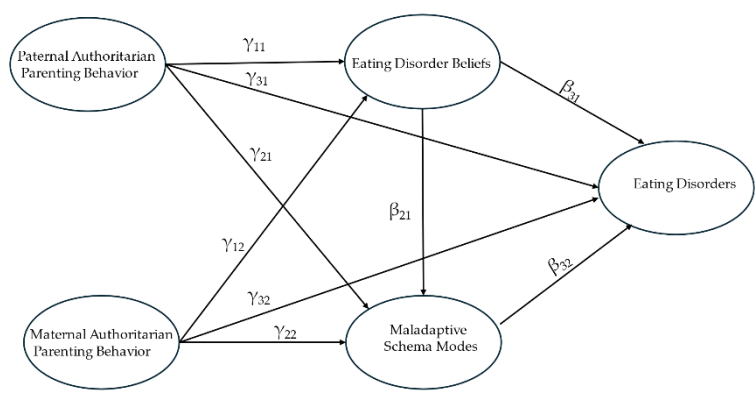 Paternal Authoritarian
Parenting Behavior
γ11
Eating Disorder Beliefs
γ31
β31
γ21
Eating Disorders
β21
γ12
β32
γ32
Maternal Authoritarian
Parenting Behavior
γ22
Maladaptive
Schema Modes